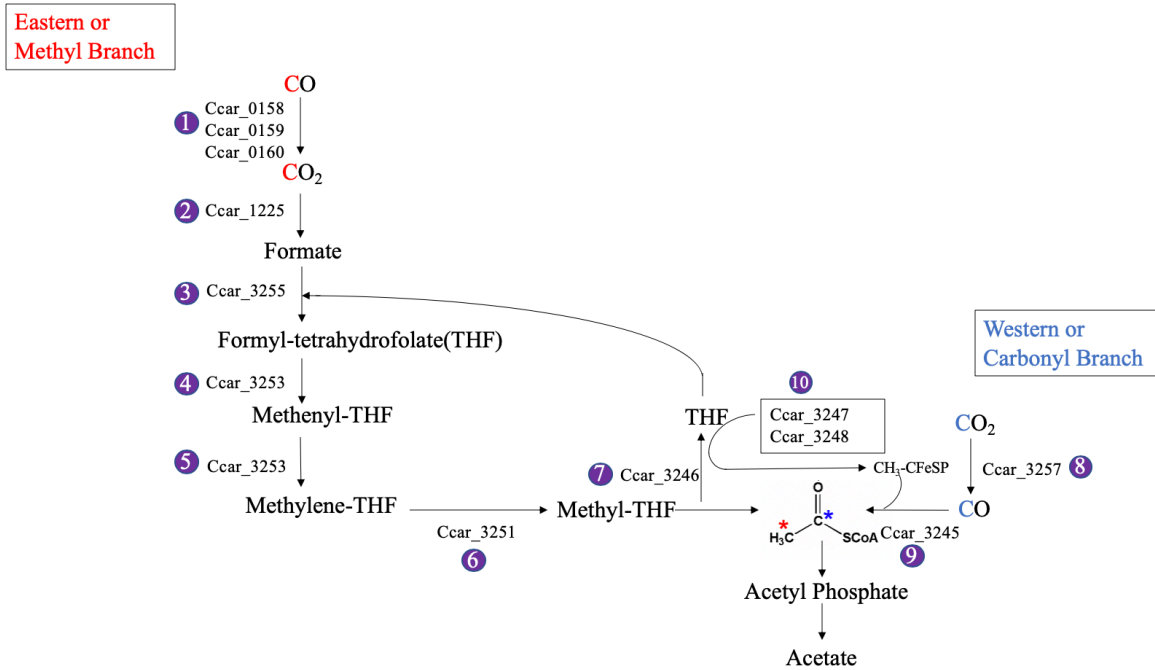 Eastern or
Methyl Branch
CO
1
Ccar_0158
Ccar_0159
Ccar_0160
CO₂
2
Ccar_1225
Formate
3
Ccar_3255
Formyl-tetrahydrofolate(THF)
Western or
Carbonyl Branch
4
Ccar_3253
10
Methenyl-THF
THF
Ccar_3247
Ccar_3248
CO₂
5
Ccar_3253
7
Ccar_3246
CH₃-CFeSP
Ccar_3257
8
Methylene-THF
Ccar_3251
6
Methyl-THF
O
*
C
*
H₃C
SCoA
CO
Ccar_3245
9
Acetyl Phosphate
Acetate